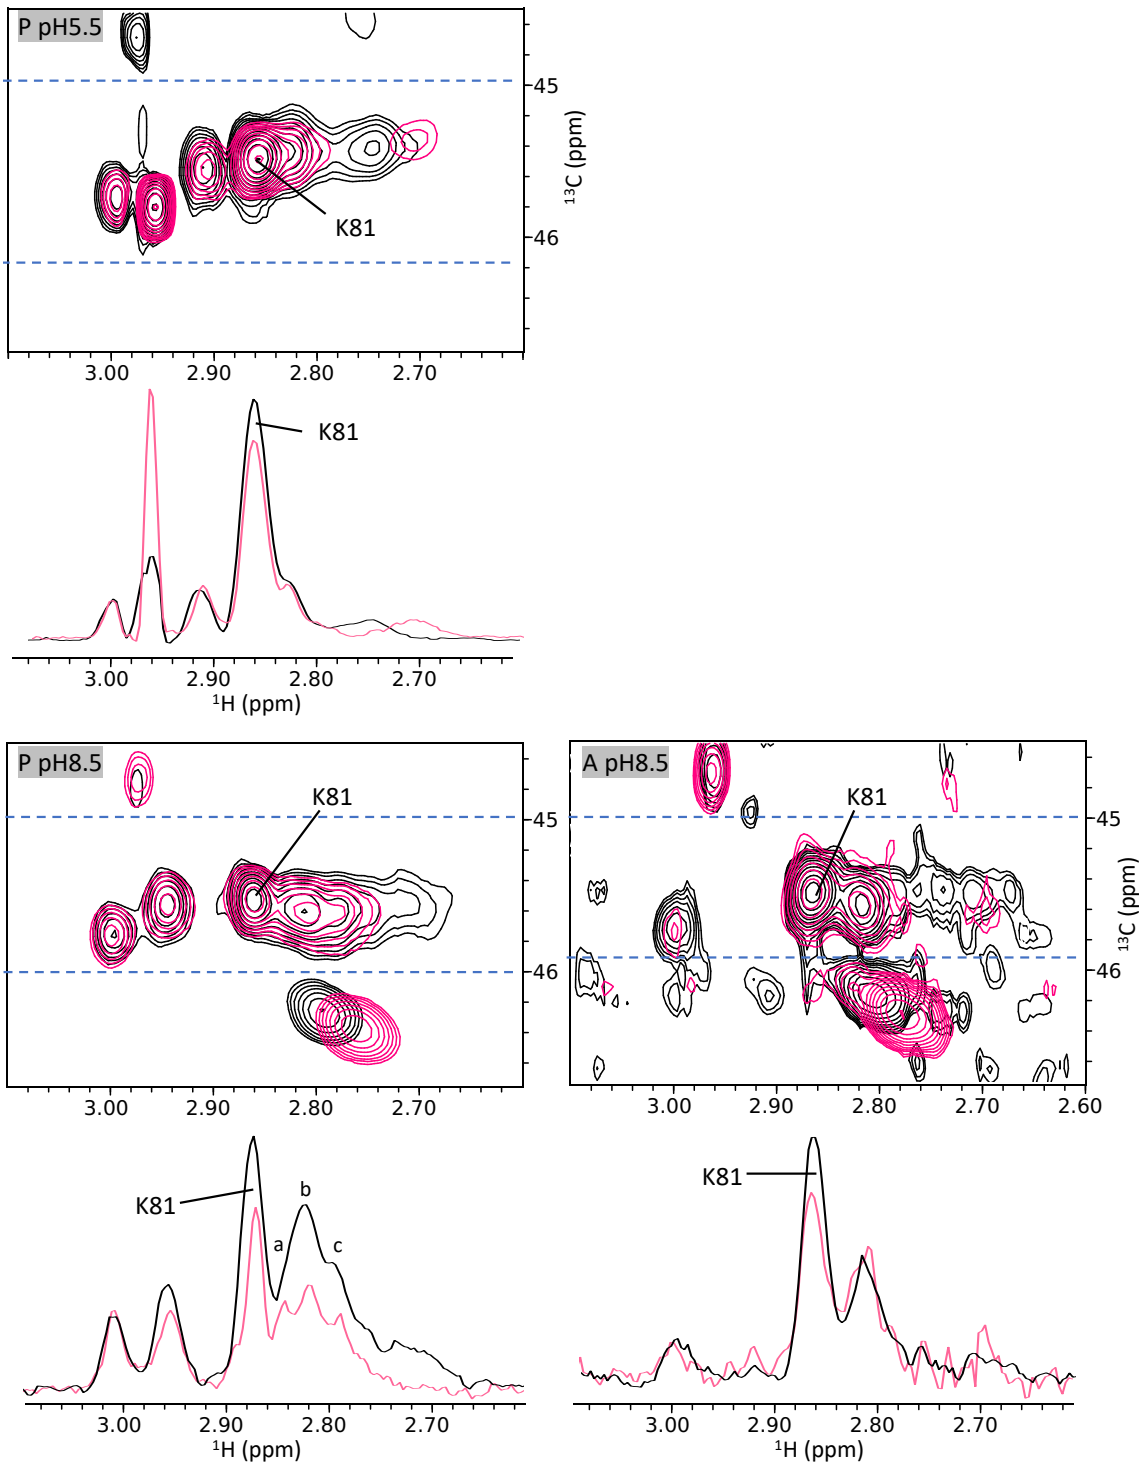 P pH5.5
45
46
¹³C (ppm)
K81
3.00 2.90 2.80 2.70
K81
3.00 2.90 2.80 2.70
¹H (ppm)
P pH8.5
K81
45
46
3.00 2.90 2.80 2.70
A pH8.5
K81
45
46
¹³C (ppm)
3.00 2.90 2.80 2.70 2.60
K81
a
b
c
3.00 2.90 2.80 2.70
¹H (ppm)
K81
3.00 2.90 2.80 2.70
¹H (ppm)